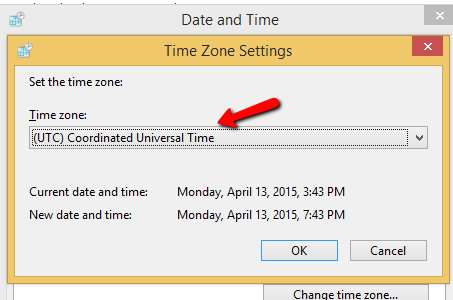 Date and Time
Time Zone Settings
Set the time zone:
Time zone:
(UTC) Coordinated Universal Time
Current date and time: Monday, April 13, 2015, 3:43 PM
New date and time: Monday, April 13, 2015, 7:43 PM
OK Cancel
Change time zone...